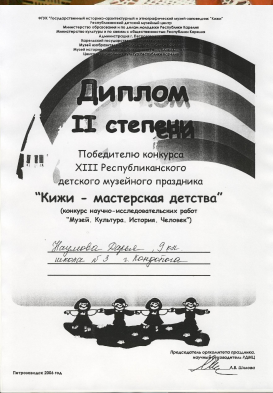 ФГУК "Государственный историко-архитектурный и этнографический музей-заповедник "Кижи"
Республиканский детский музейный центр
Министерство образования и по делам молодежи Республики Карелия
Министерство культуры и по связям с общественностью Республики Карелия
Диплом
II степени
Победителю конкурса
XIII Республиканского
детского музейного праздника
"Кижи - мастерская детства"
(конкурс научно-исследовательских работ
"Музей. Культура. История. Человек")
Наумова Дарья 9 кл
школа №3 г. Кондопога
Председатель оргкомитета праздника,
научный руководитель РДМЦ
Л.В. Шилова
Петрозаводск 2006 год